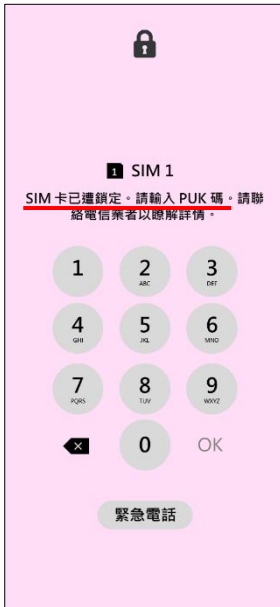 1 SIM 1
SIM 卡已遭鎖定。請輸入 PUK 碼。請聯
絡電信業者以瞭解詳情。
1 2 3
ABC DEF
4 5 6
GHI JKL MNO
7 8 9
PQRS TUV WXYZ
0 OK
緊急電話